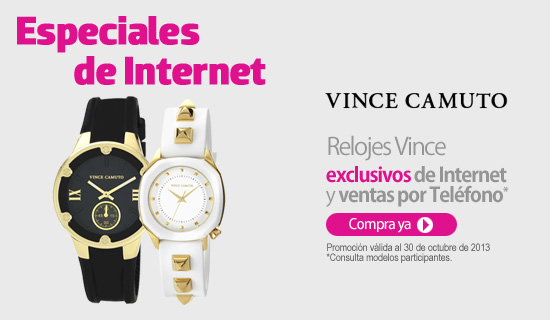 Especiales
de Internet
VINCE CAMUTO
Relojes Vince
exclusivos de Internet
y ventas por Teléfono*
Compra ya
Promoción válida al 30 de octubre de 2013
*Consulta modelos participantes.
VINCE CAMUTO
XII
VINCE CAMUTO